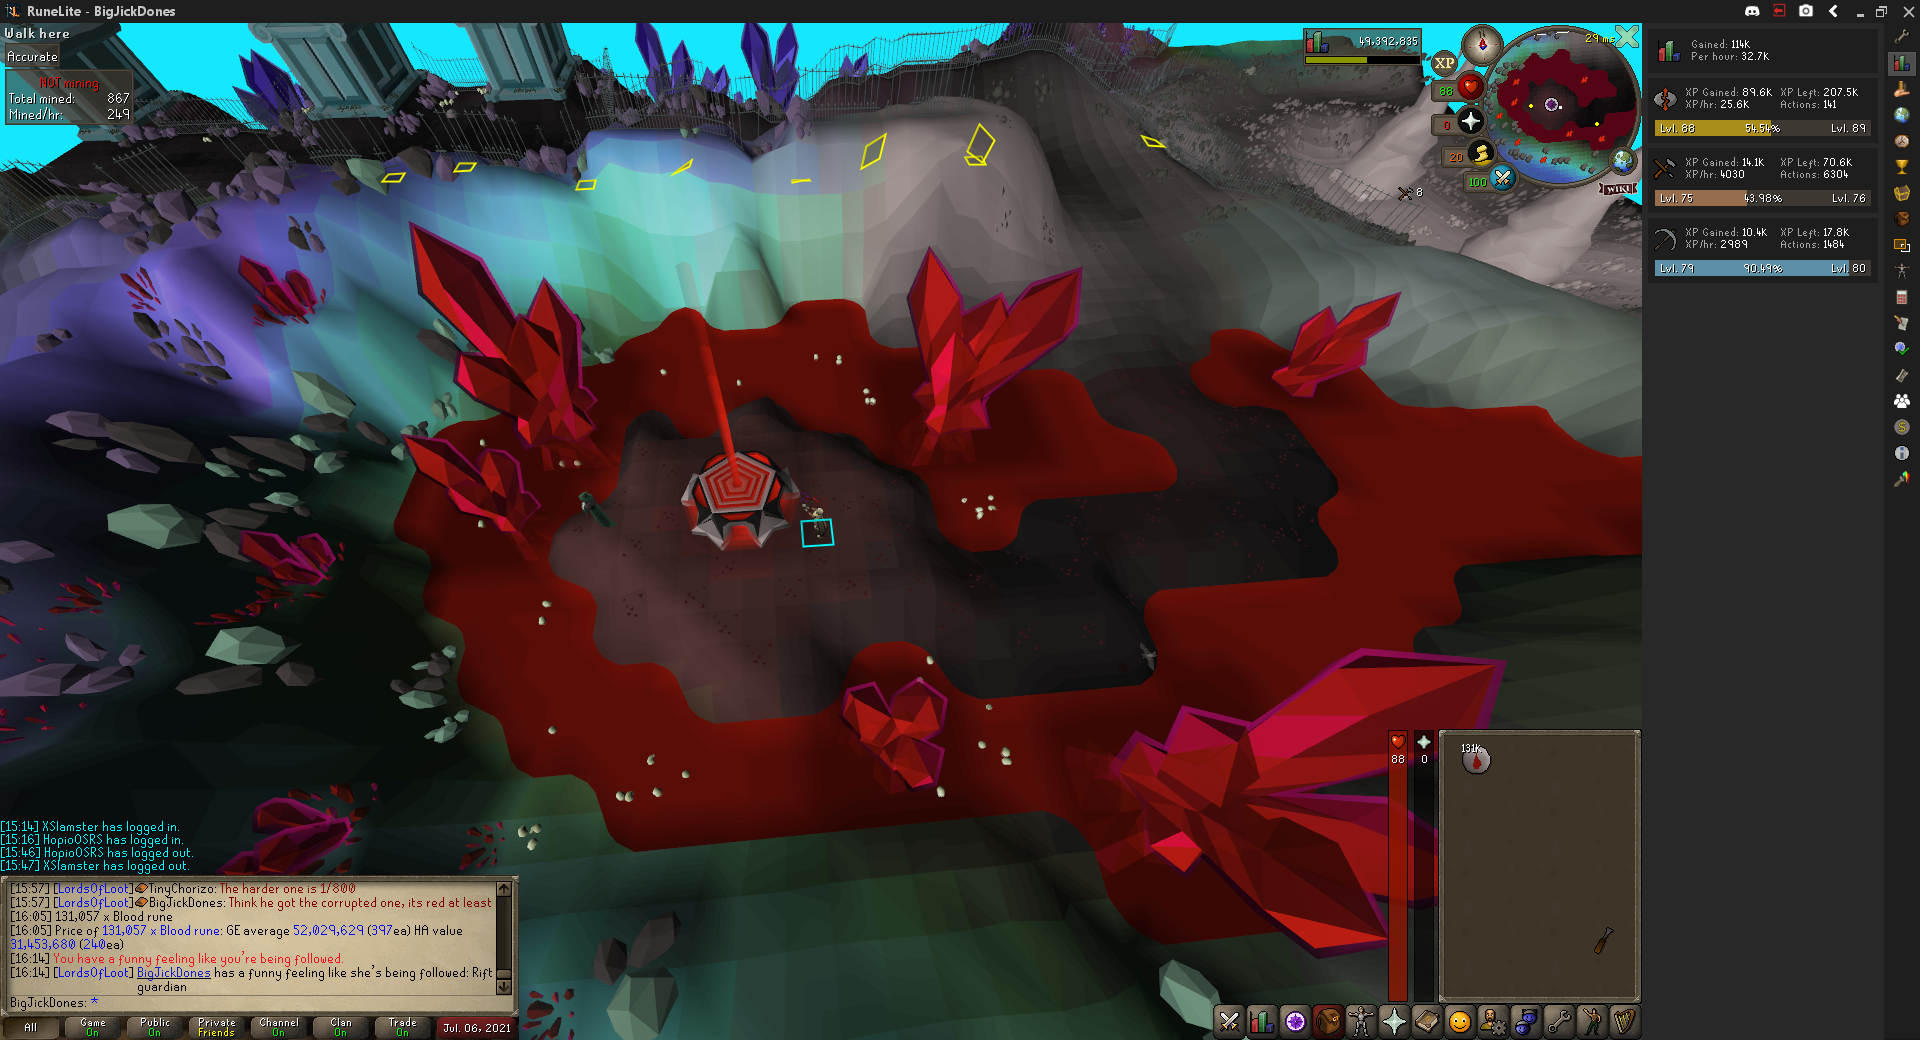 RuneLite - BigJickDones
Walk here
Accurate
NOT mining
Total mined: 867
Mined/hr: 249
49,392,835
29 ms
XP
88
0
20
100
WIKI
8
Gained: 114K
Per hour: 32.7K
XP Gained: 89.6K XP Left: 207.5K
XP/hr: 25.6K Actions: 141
Lvl. 88 54.54% Lvl. 89
XP Gained: 14.1K XP Left: 70.6K
XP/hr: 4030 Actions: 6304
Lvl. 75 43.98% Lvl. 76
XP Gained: 10.4K XP Left: 17.8K
XP/hr: 2989 Actions: 1484
Lvl. 79 90.49% Lvl. 80
88 0
131K
[15:14] XSlamster has logged in.
[15:16] HopioOSRS has logged in.
[15:46] HopioOSRS has logged out.
[15:47] XSlamster has logged out.
[15:57] [LordsOfLoot] TinyChorizo: The harder one is 1/800
[15:57] [LordsOfLoot] BigJickDones: Think he got the corrupted one, its red at least
[16:05] 131,057 x Blood rune
[16:05] Price of 131,057 x Blood rune: GE average 52,029,629 (397ea) HA value
31,453,680 (240ea)
[16:14] You have a funny feeling like you're being followed.
[16:14] [LordsOfLoot] BigJickDones has a funny feeling like she's being followed: Rift
guardian
BigJickDones: *
All
Game
On
Public
On
Private
Friends
Channel
On
Clan
On
Trade
On
Jul. 06, 2021